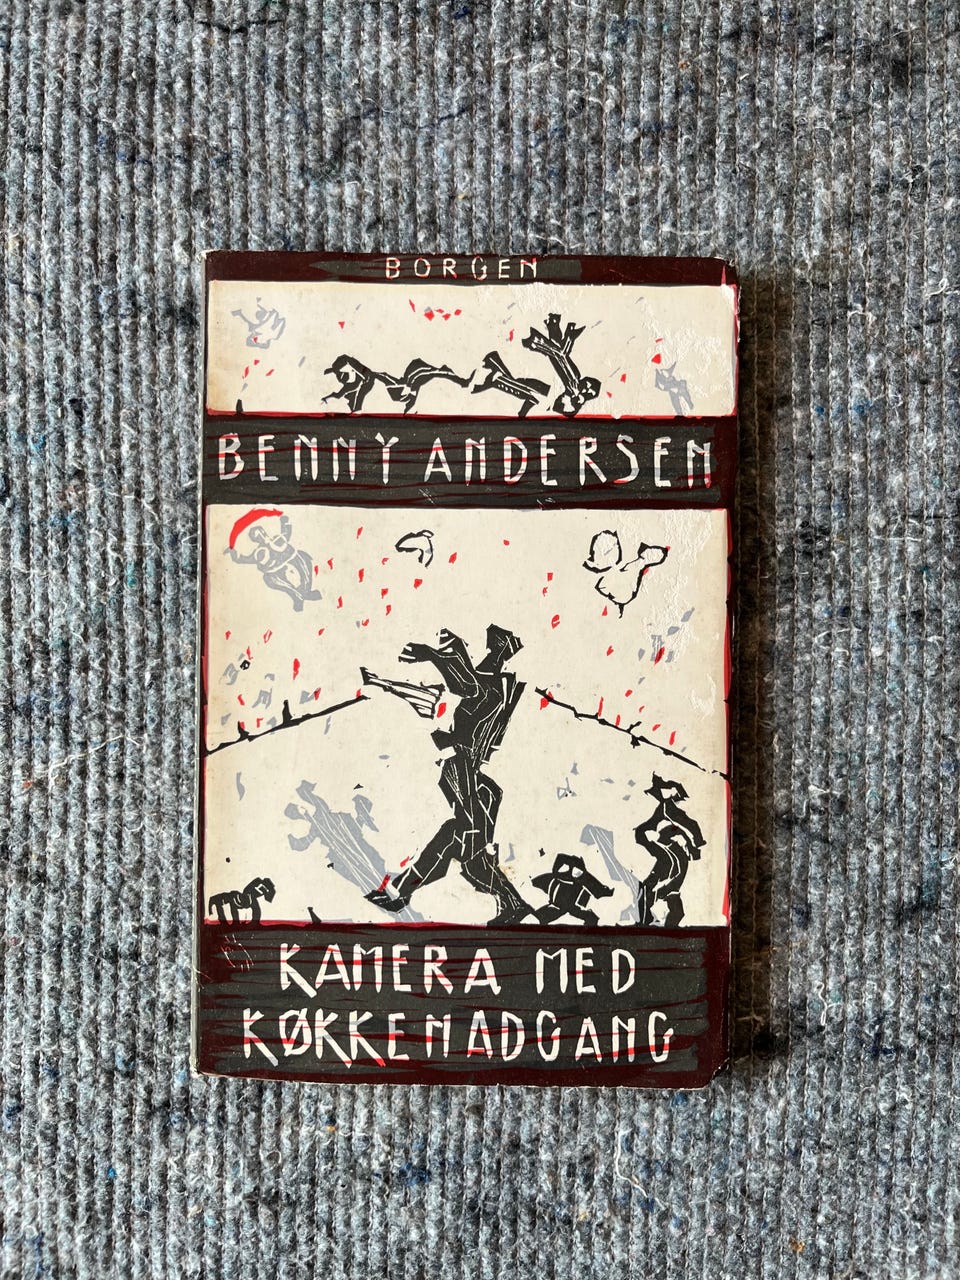 BORGEN
BENNY ANDERSEN
KAMERA MED
KØKKENADGANG